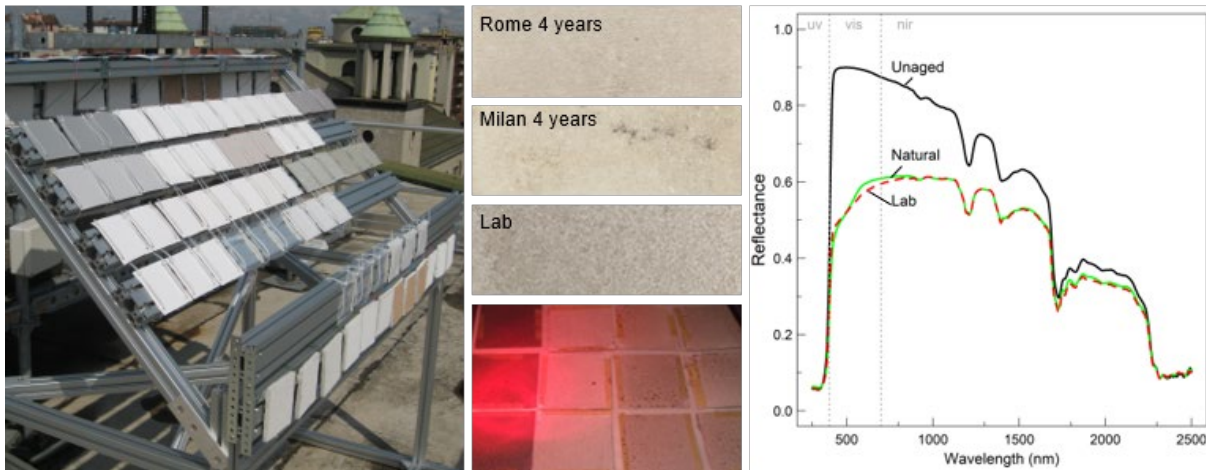 Rome 4 years
Milan 4 years
Lab
uv vis nir
Unaged
Natural
Lab
Reflectance
1.0
0.8
0.6
0.4
0.2
0.0
500 1000 1500 2000 2500
Wavelength (nm)